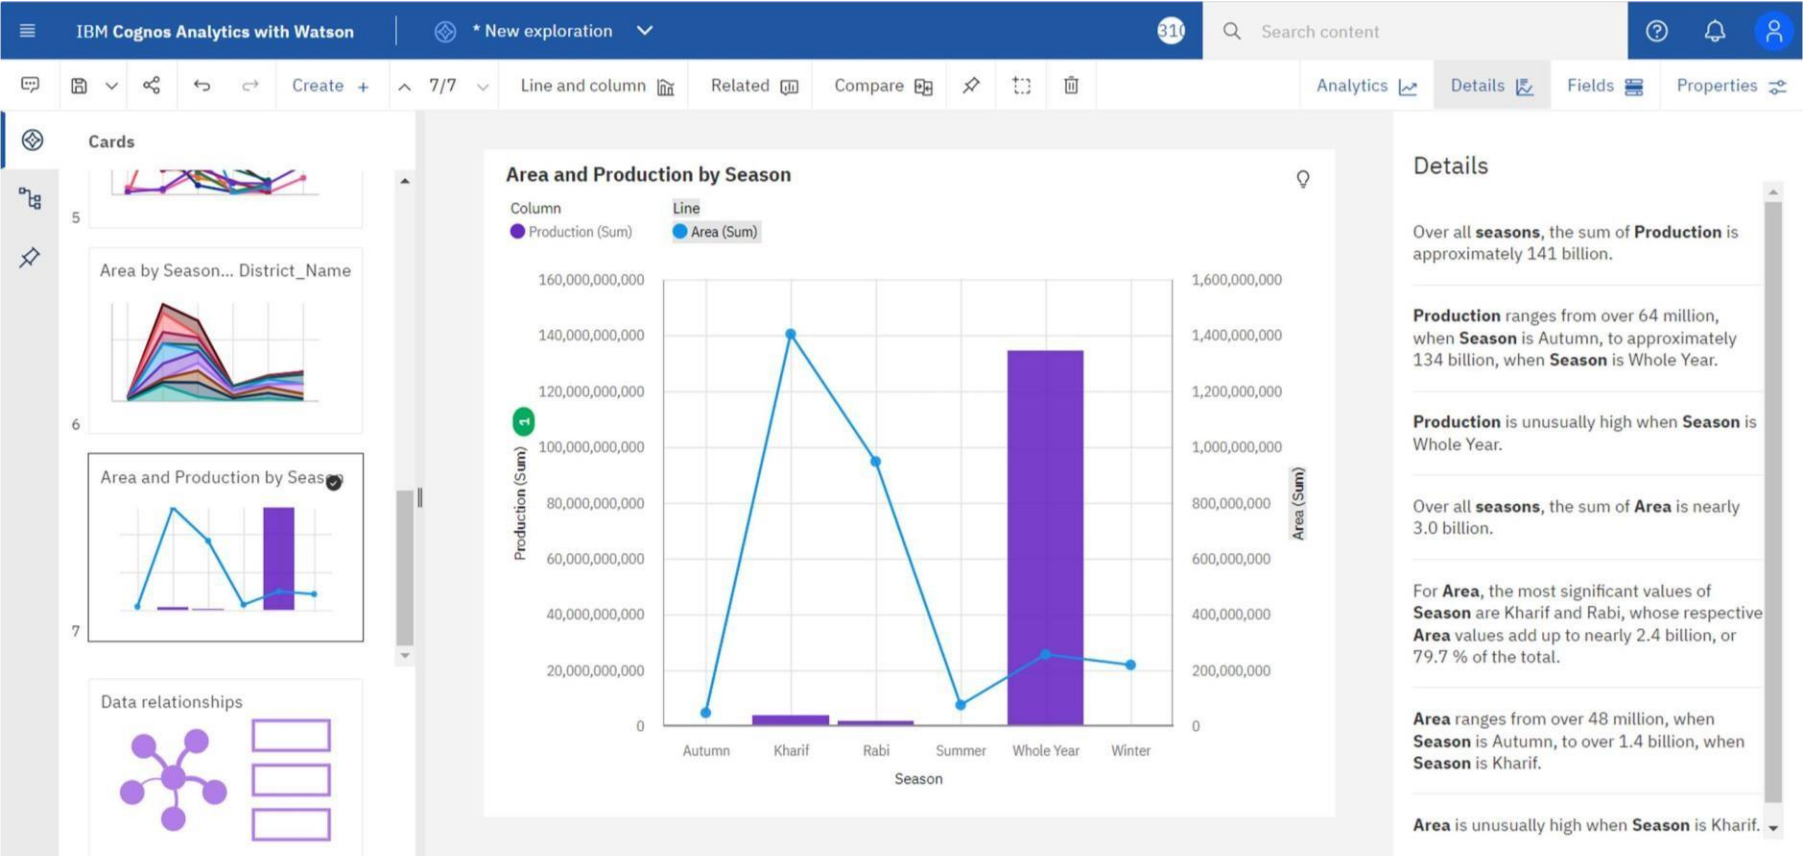 IBM Cognos Analytics with Watson
* New exploration
310
Search content
Create +
7/7
Line and column
Related
Compare
Analytics
Details
Fields
Properties
Cards
5
Area by Season... District_Name
6
Area and Production by Season
7
Data relationships
Area and Production by Season
Column
Line
Production (Sum)
Area (Sum)
160,000,000,000
140,000,000,000
120,000,000,000
100,000,000,000
80,000,000,000
60,000,000,000
40,000,000,000
20,000,000,000
0
Production (Sum)
1
1,600,000,000
1,400,000,000
1,200,000,000
1,000,000,000
800,000,000
600,000,000
400,000,000
200,000,000
0
Area (Sum)
Autumn
Kharif
Rabi
Summer
Whole Year
Winter
Season
Details
Over all seasons, the sum of Production is
approximately 141 billion.
Production ranges from over 64 million,
when Season is Autumn, to approximately
134 billion, when Season is Whole Year.
Production is unusually high when Season is
Whole Year.
Over all seasons, the sum of Area is nearly
3.0 billion.
For Area, the most significant values of
Season are Kharif and Rabi, whose respective
Area values add up to nearly 2.4 billion, or
79.7 % of the total.
Area ranges from over 48 million, when
Season is Autumn, to over 1.4 billion, when
Season is Kharif.
Area is unusually high when Season is Kharif.